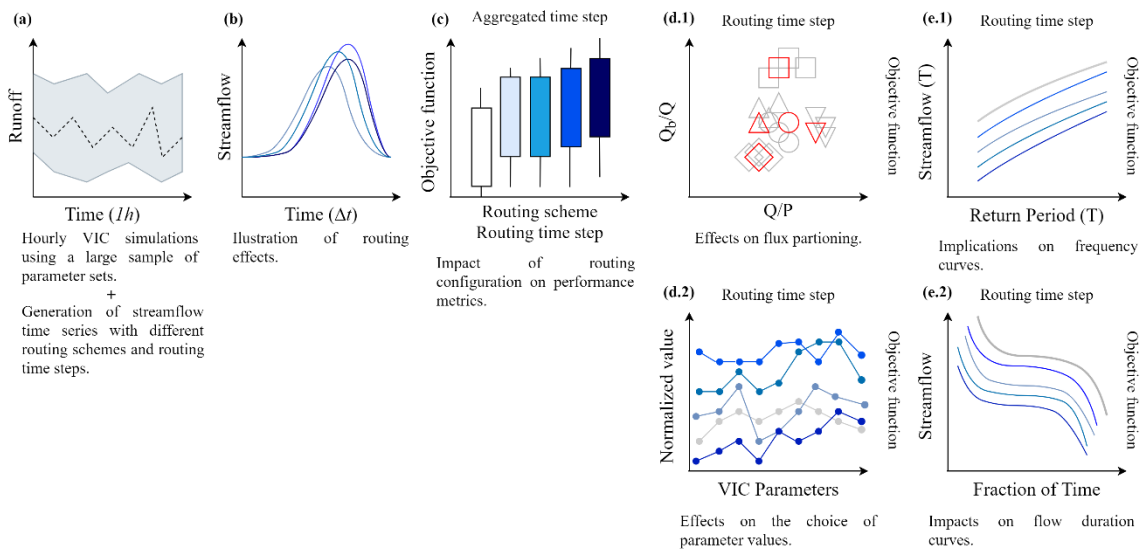 (a)
Runoff
Time (1h)
Hourly VIC simulations
using a large sample of
parameter sets.
+
Generation of streamflow
time series with different
routing schemes and routing
time steps.
(b)
Streamflow
Time (Δt)
Ilustration of routing
effects.
(c)
Aggregated time step
Objective function
Routing scheme
Routing time step
Impact of routing
configuration on performance
metrics.
(d.1)
Routing time step
Qb/Q
Objective function
Q/P
Effects on flux partioning.
(d.2)
Routing time step
Normalized value
Objective function
VIC Parameters
Effects on the choice of
parameter values.
(e.1)
Routing time step
Streamflow (T)
Objective function
Return Period (T)
Implications on frequency
curves.
(e.2)
Routing time step
Streamflow
Objective function
Fraction of Time
Impacts on flow duration
curves.